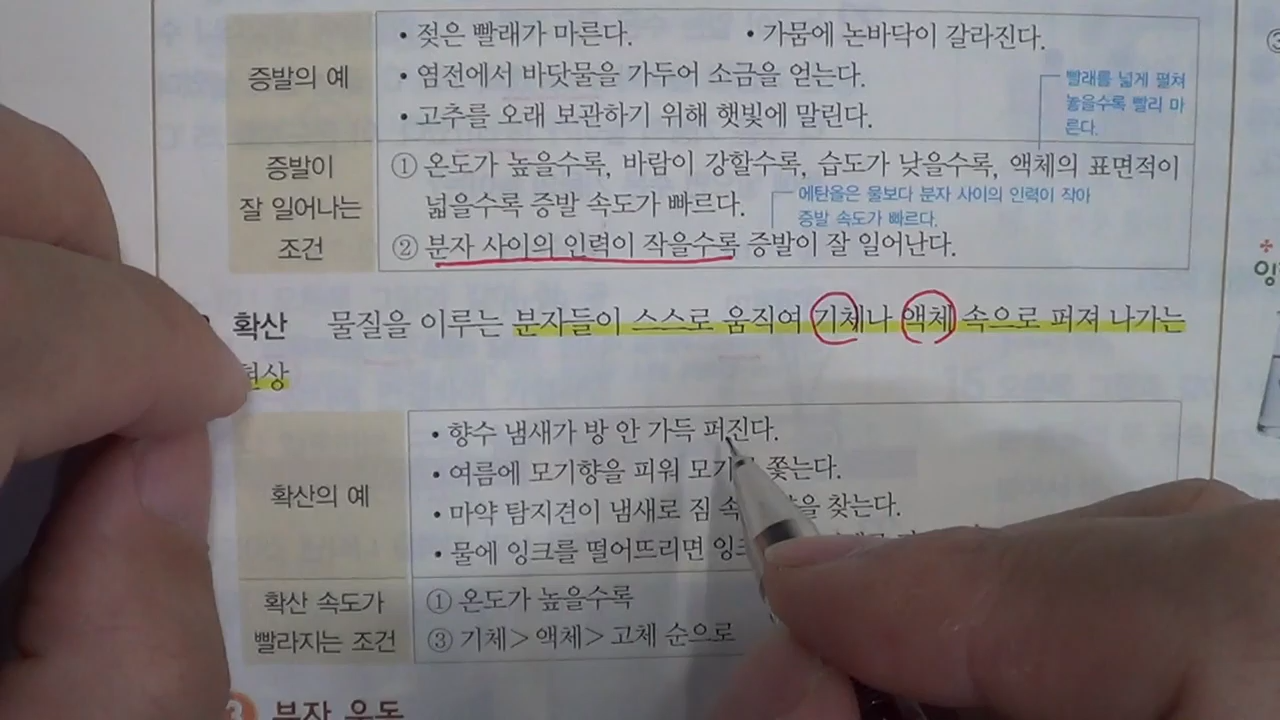 증발의 예
• 젖은 빨래가 마른다. • 가뭄에 논바닥이 갈라진다.
• 염전에서 바닷물을 가두어 소금을 얻는다.
• 고추를 오래 보관하기 위해 햇빛에 말린다.
빨래를 넓게 펼쳐
놓을수록 빨리 마
른다.
증발이
잘 일어나는
조건
① 온도가 높을수록, 바람이 강할수록, 습도가 낮을수록, 액체의 표면적이
넓을수록 증발 속도가 빠르다.
에탄올은 물보다 분자 사이의 인력이 작아
증발 속도가 빠르다.
② 분자 사이의 인력이 작을수록 증발이 잘 일어난다.
확산 물질을 이루는 분자들이 스스로 움직여 기체나 액체 속으로 퍼져 나가는
현상
확산의 예
• 향수 냄새가 방 안 가득 퍼진다.
• 여름에 모기향을 피워 쫓는다.
• 마약 탐지견이 냄새로 짐 찾는다.
• 물에 잉크를 떨어뜨리면
확산 속도가
빨라지는 조건
① 온도가 높을수록
③ 기체> 액체> 고체 순으로
3